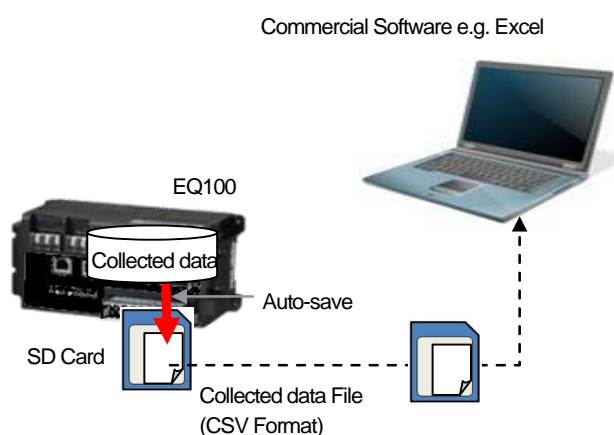 Commercial Software e.g. Excel
EQ100
Collected data
Auto-save
SD Card
Collected data File
(CSV Format)